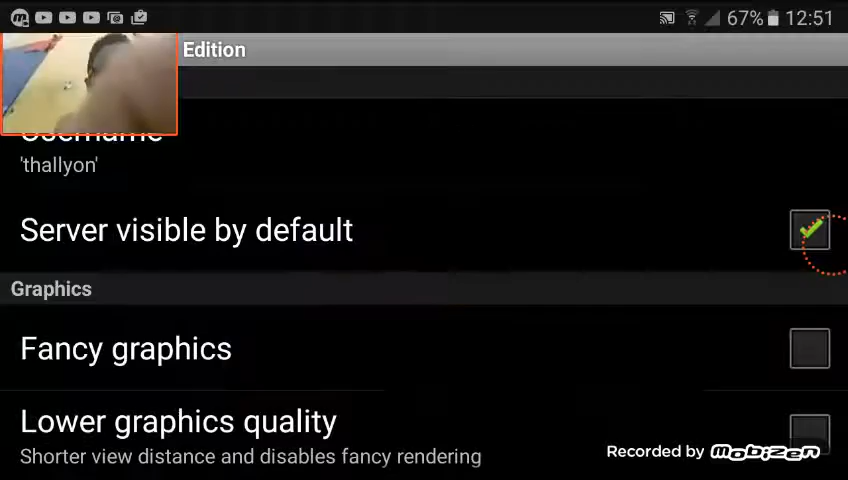 67% 12:51
Edition
Username
'thallyon'
Server visible by default
Graphics
Fancy graphics
Lower graphics quality
Shorter view distance and disables fancy rendering
Recorded by MOBIZEN